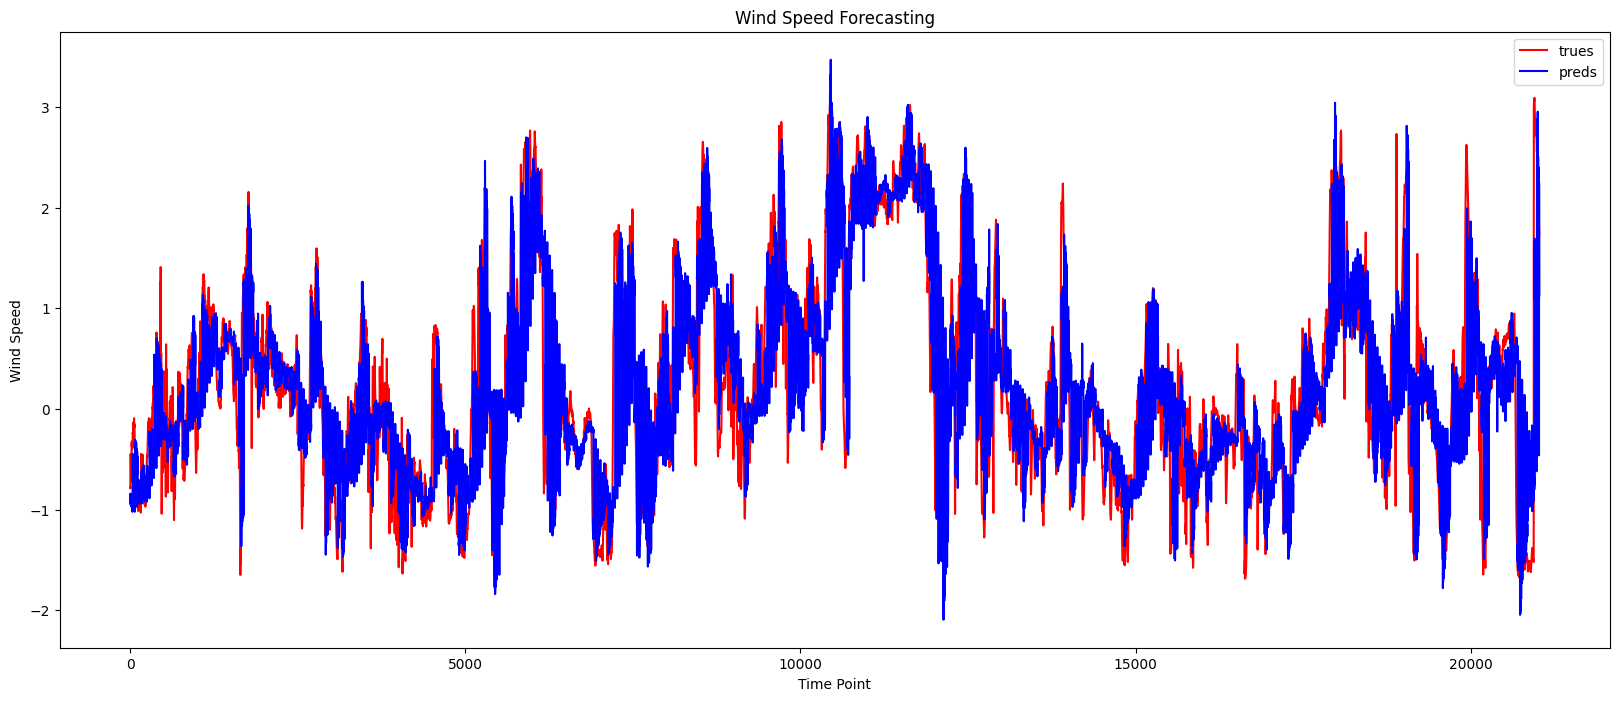 Wind Speed Forecasting
trues
preds
3
2
1
0
−1
−2
Wind Speed
0
5000
10000
15000
20000
Time Point